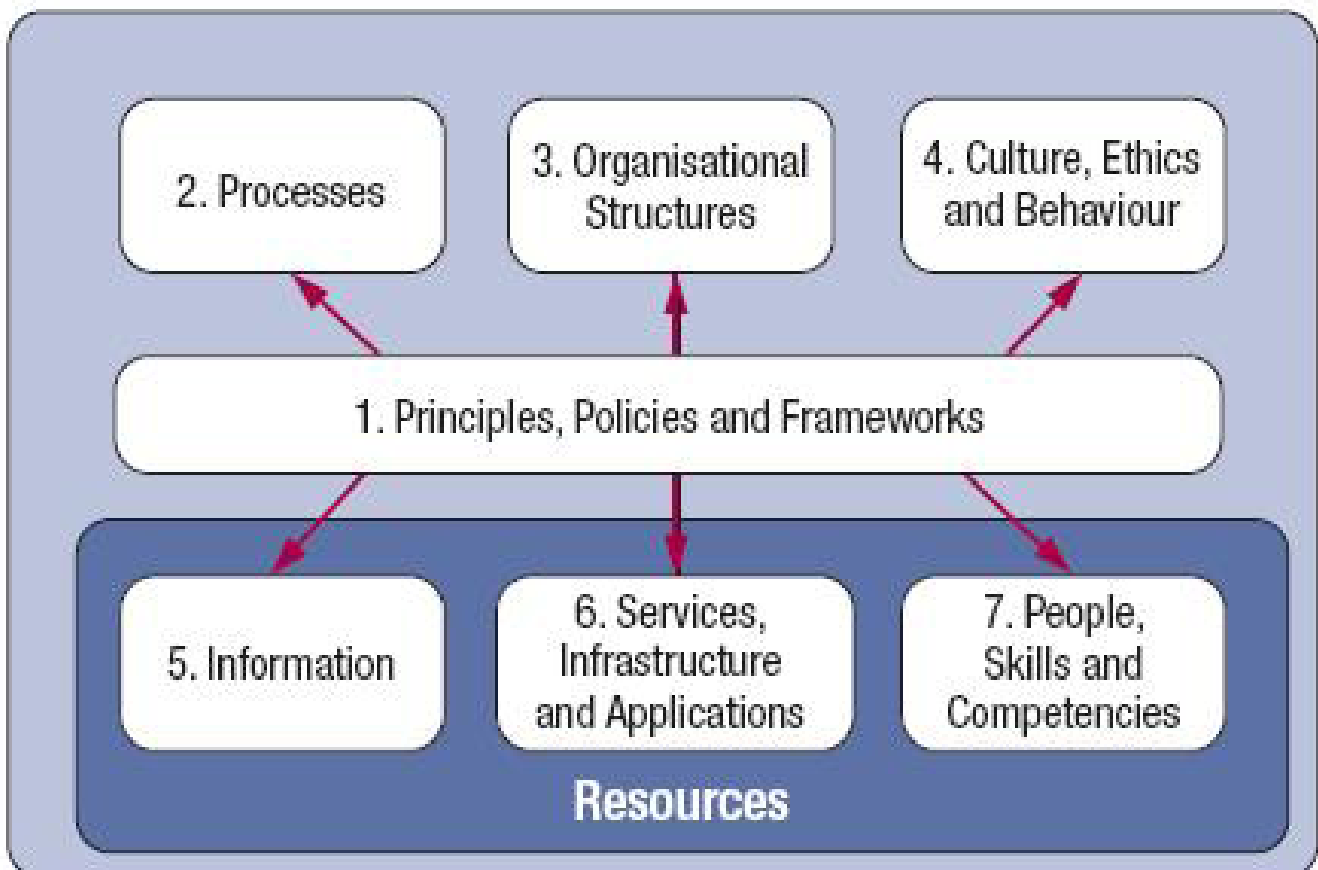 2. Processes
3. Organisational
Structures
4. Culture, Ethics
and Behaviour
1. Principles, Policies and Frameworks
5. Information
6. Services,
Infrastructure
and Applications
7. People,
Skills and
Competencies
Resources